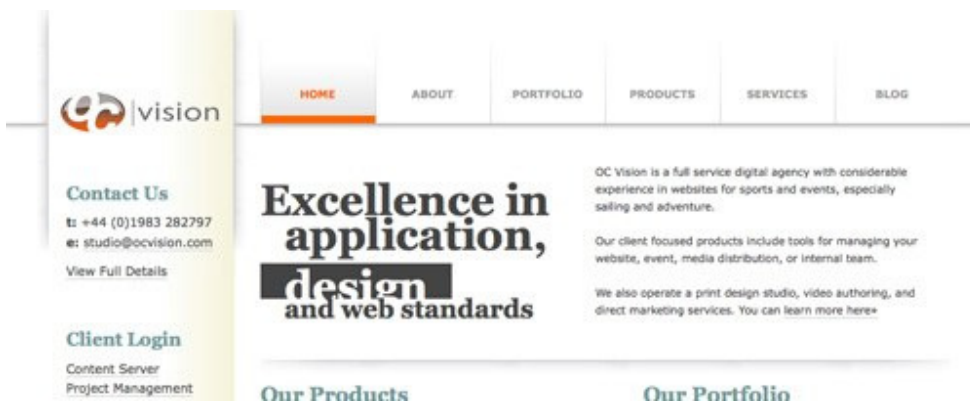 OC|vision
HOME
ABOUT
PORTFOLIO
PRODUCTS
SERVICES
BLOG
Contact Us
t: +44 (0)1983 282797
e: studio@ocvision.com
View Full Details
Client Login
Content Server
Project Management
Excellence in
application,
design
and web standards
OC Vision is a full service digital agency with considerable
experience in websites for sports and events, especially
sailing and adventure.
Our client focused products include tools for managing your
website, event, media distribution, or internal team.
We also operate a print design studio, video authoring, and
direct marketing services. You can learn more here»
Our Products
Our Portfolio